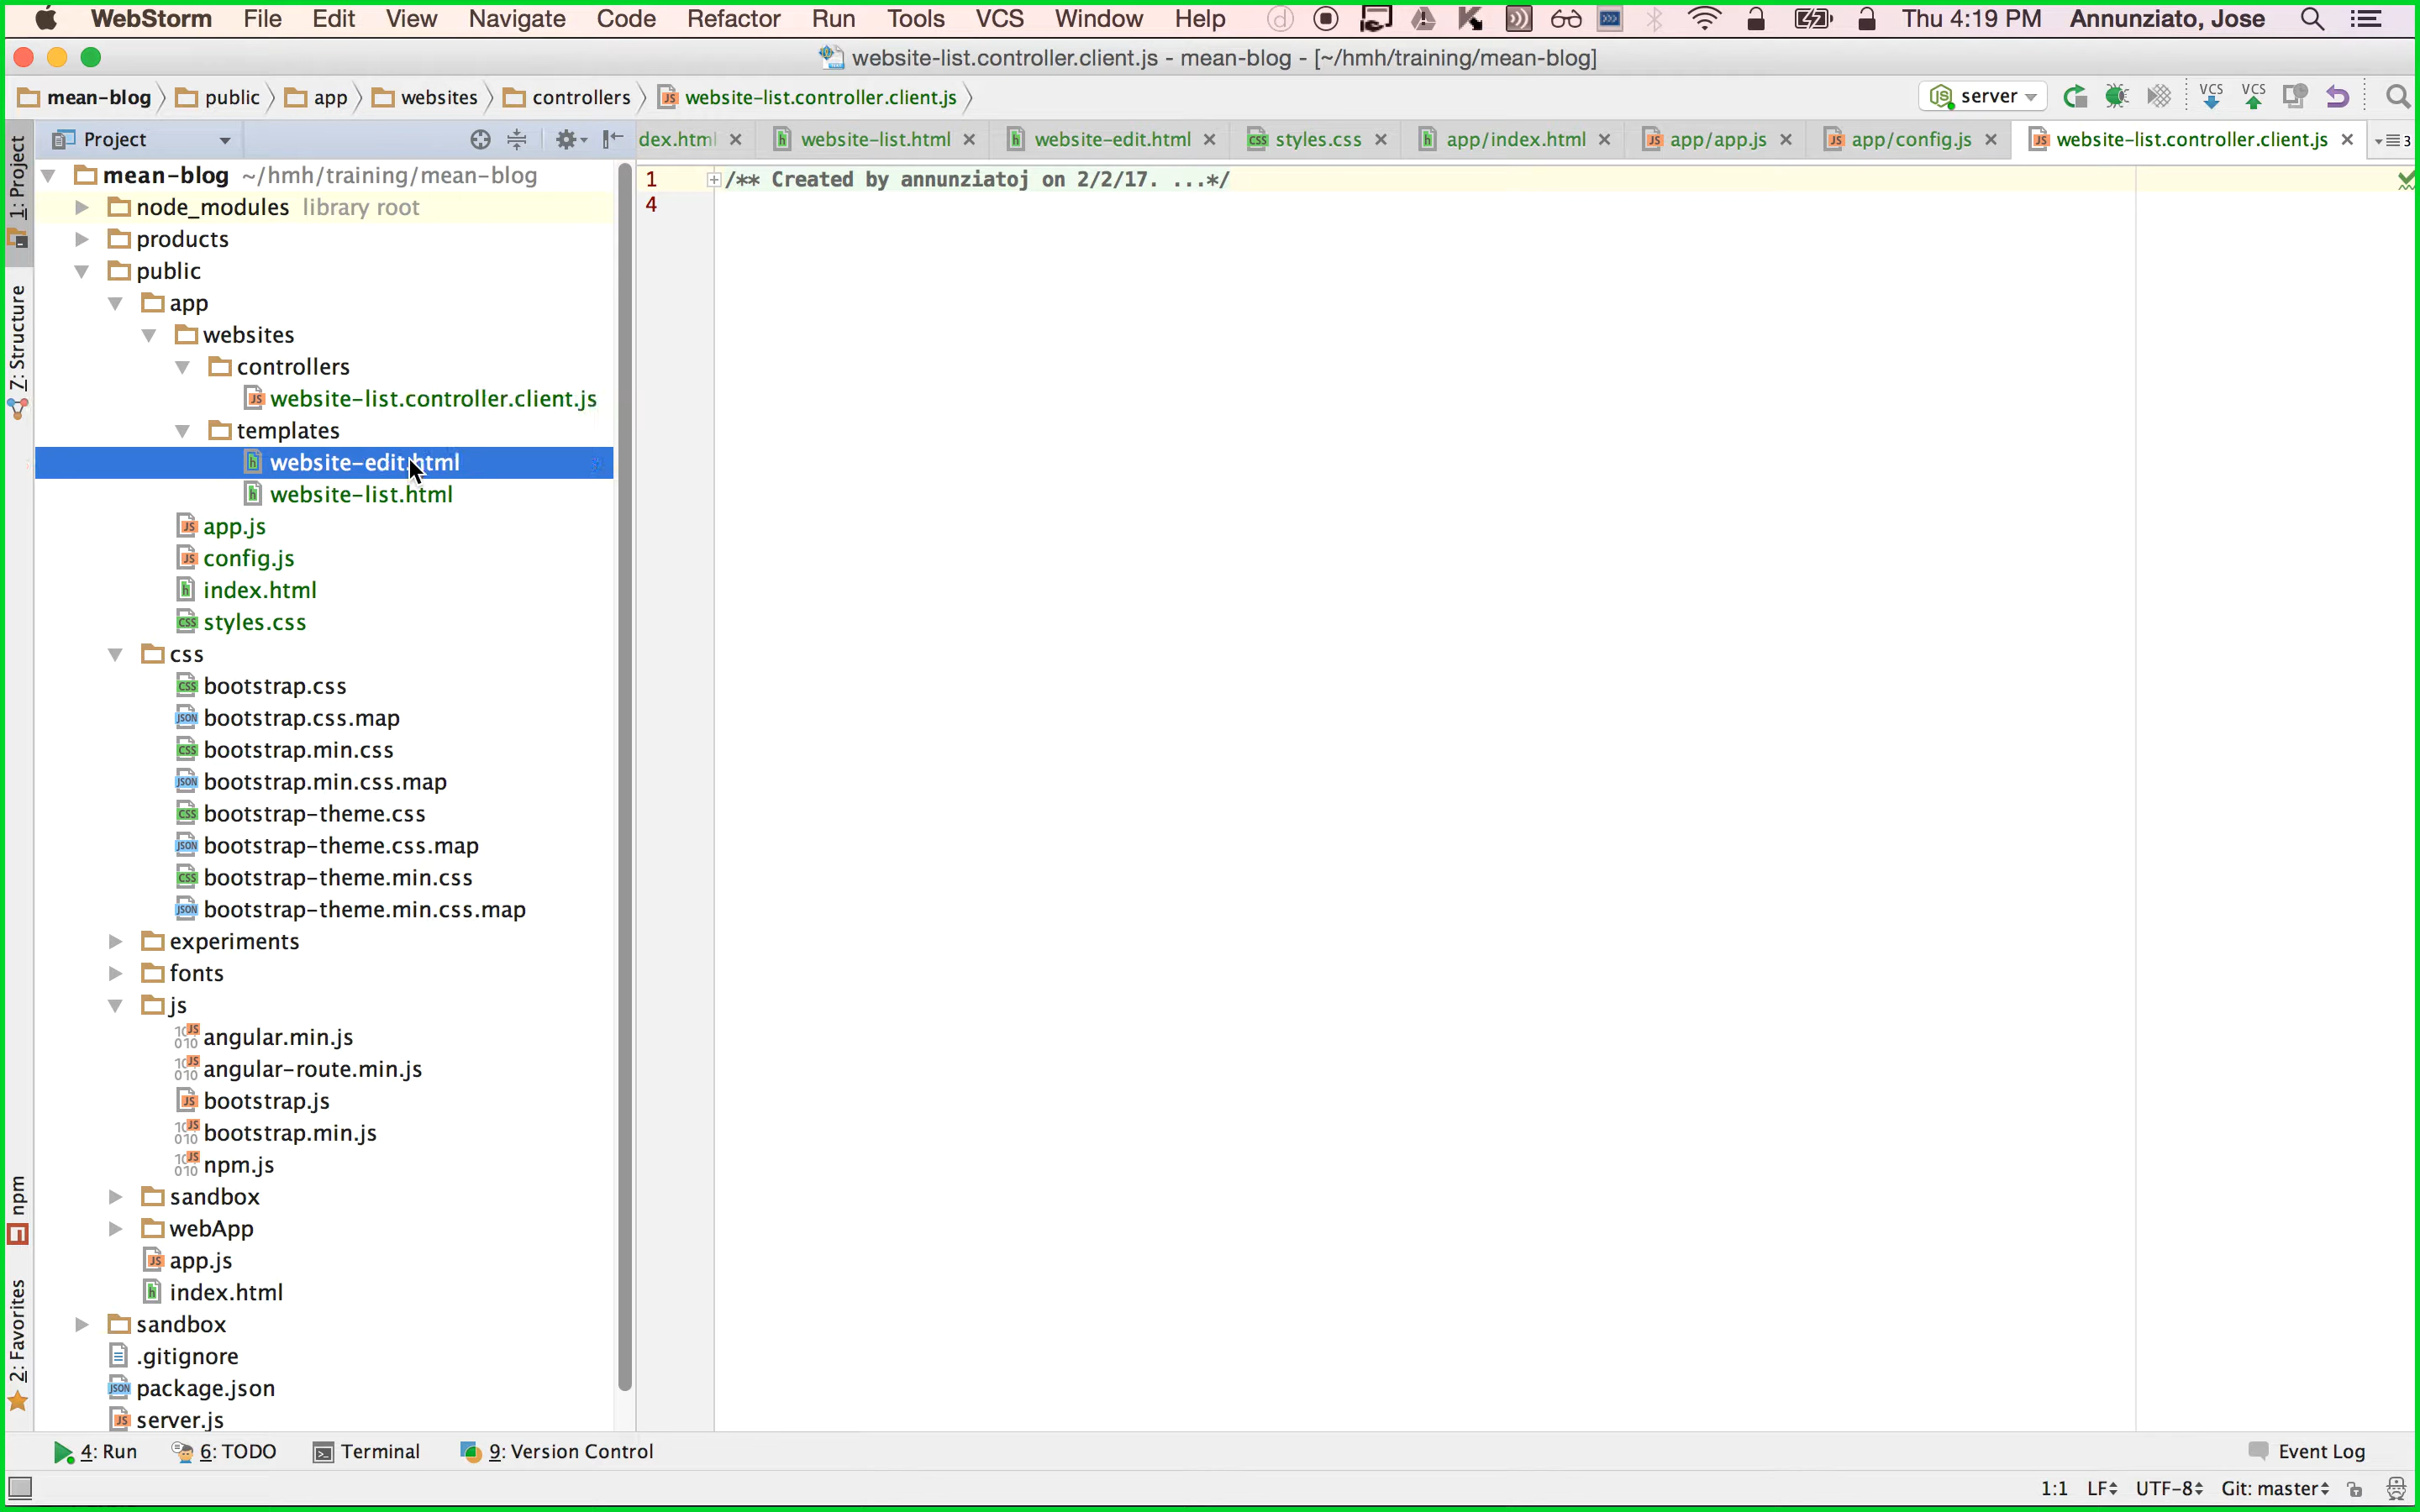 WebStorm File Edit View Navigate Code Refactor Run Tools VCS Window Help Thu 4:19 PM Annunziato, Jose
website-list.controller.client.js - mean-blog - [~/hmh/training/mean-blog]
mean-blog public app websites controllers website-list.controller.client.js server VCS VCS
1: Project
Project
dex.html website-list.html website-edit.html styles.css app/index.html app/app.js app/config.js website-list.controller.client.js 3
mean-blog ~/hmh/training/mean-blog
node_modules library root
products
public
app
websites
controllers
website-list.controller.client.js
templates
website-edit.html
website-list.html
app.js
config.js
index.html
styles.css
css
bootstrap.css
bootstrap.css.map
bootstrap.min.css
bootstrap.min.css.map
bootstrap-theme.css
bootstrap-theme.css.map
bootstrap-theme.min.css
bootstrap-theme.min.css.map
experiments
fonts
js
angular.min.js
angular-route.min.js
bootstrap.js
bootstrap.min.js
npm.js
sandbox
webApp
app.js
index.html
sandbox
.gitignore
package.json
server.js
7: Structure
npm
2: Favorites
1 /** Created by annunziatoj on 2/2/17. ...*/
4
4: Run 6: TODO Terminal 9: Version Control Event Log
1:1 LF UTF-8 Git: master